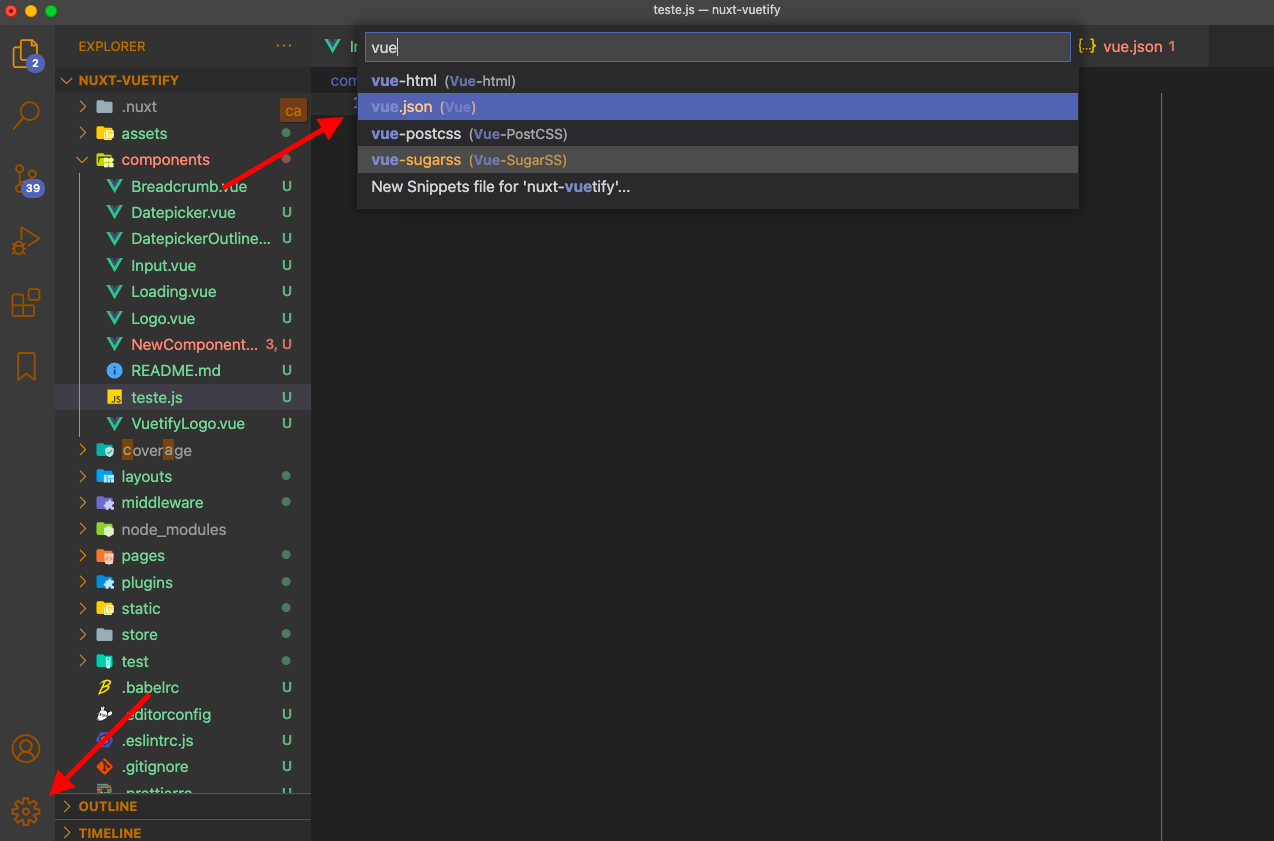 teste.js — nuxt-vuetify
2
EXPLORER
...
vue
{..} vue.json 1
NUXT-VUETIFY
vue-html (Vue-html)
.nuxt
ca
vue.json (Vue)
assets
vue-postcss (Vue-PostCSS)
components
vue-sugarss (Vue-SugarSS)
39
Breadcrumb.vue U
New Snippets file for 'nuxt-vuetify'...
Datepicker.vue U
DatepickerOutline... U
Input.vue U
Loading.vue U
Logo.vue U
NewComponent... 3, U
README.md U
JS teste.js U
VuetifyLogo.vue U
coverage
layouts
middleware
node_modules
pages
plugins
static
store
test
.babelrc U
.editorconfig U
.eslintrc.js U
.gitignore U
.prettierrc U
OUTLINE
TIMELINE